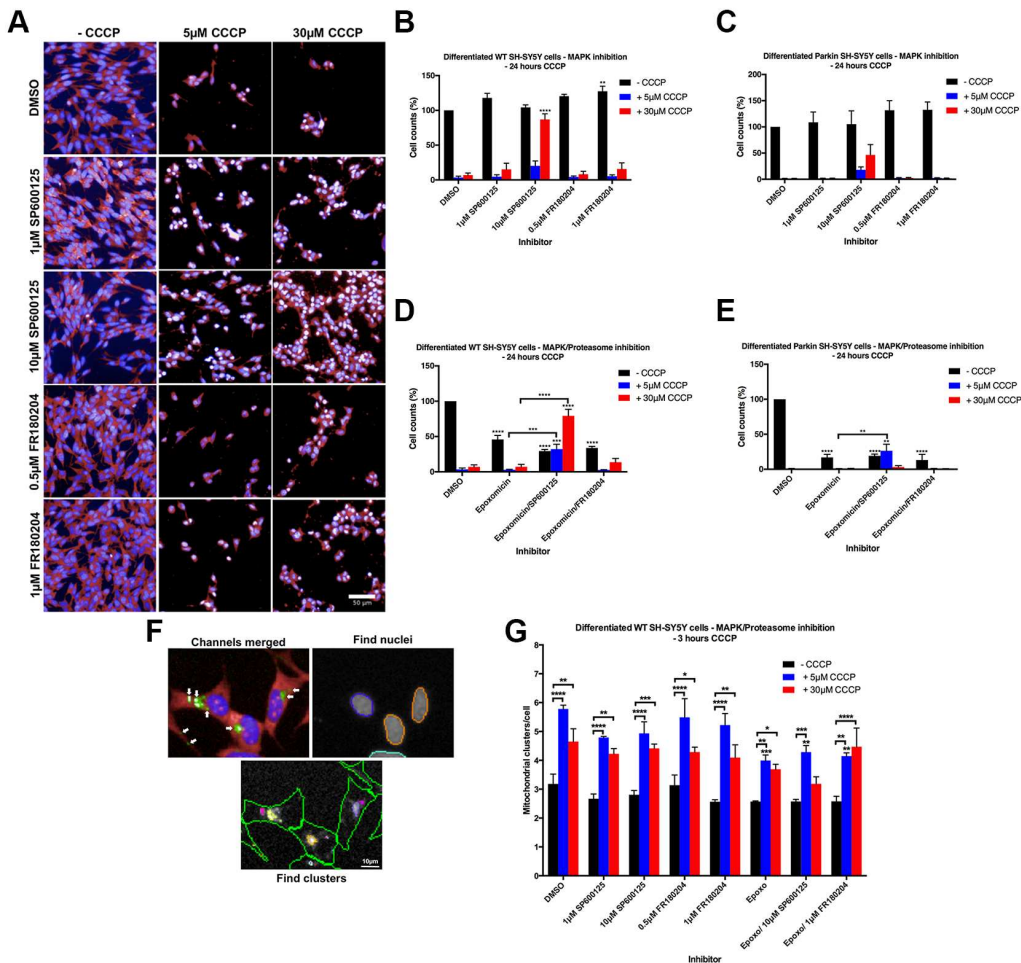 A
- CCCP
5µM CCCP
30µM CCCP
DMSO
1µM SP600125
10µM SP600125
0.5µM FR180204
1µM FR180204
50 µm
B
Differentiated WT SH-SY5Y cells - MAPK inhibition
- 24 hours CCCP
Cell counts (%)
150
100
50
0
****
**
- CCCP
+ 5µM CCCP
+ 30µM CCCP
DMSO
1µM SP600125
10µM SP600125
0.5µM FR180204
1µM FR180204
Inhibitor
C
Differentiated Parkin SH-SY5Y cells - MAPK inhibition
- 24 hours CCCP
Cell counts (%)
200
150
100
50
0
- CCCP
+ 5µM CCCP
+ 30µM CCCP
DMSO
1µM SP600125
10µM SP600125
0.5µM FR180204
1µM FR180204
Inhibitor
D
Differentiated WT SH-SY5Y cells - MAPK/Proteasome inhibition
- 24 hours CCCP
Cell counts (%)
150
100
50
0
****
****
***
****
***
****
****
- CCCP
+ 5µM CCCP
+ 30µM CCCP
DMSO
Epoxomicin
Epoxomicin/SP600125
Epoxomicin/FR180204
Inhibitor
E
Differentiated Parkin SH-SY5Y cells - MAPK/Proteasome inhibition
- 24 hours CCCP
Cell counts (%)
150
100
50
0
****
**
****
**
****
- CCCP
+ 5µM CCCP
+ 30µM CCCP
DMSO
Epoxomicin
Epoxomicin/SP600125
Epoxomicin/FR180204
Inhibitor
F
Channels merged
Find nuclei
10µm
Find clusters
G
Differentiated WT SH-SY5Y cells - MAPK/Proteasome inhibition
- 3 hours CCCP
Mitochondrial clusters/cell
8
6
4
2
0
**
****
**
****
***
****
*
****
**
****
*
**
***
***
**
****
**
**
- CCCP
+ 5µM CCCP
+ 30µM CCCP
DMSO
1µM SP600125
10µM SP600125
0.5µM FR180204
1µM FR180204
Epoxo
Epoxo/ 10µM SP600125
Epoxo/ 1µM FR180204
Inhibitor